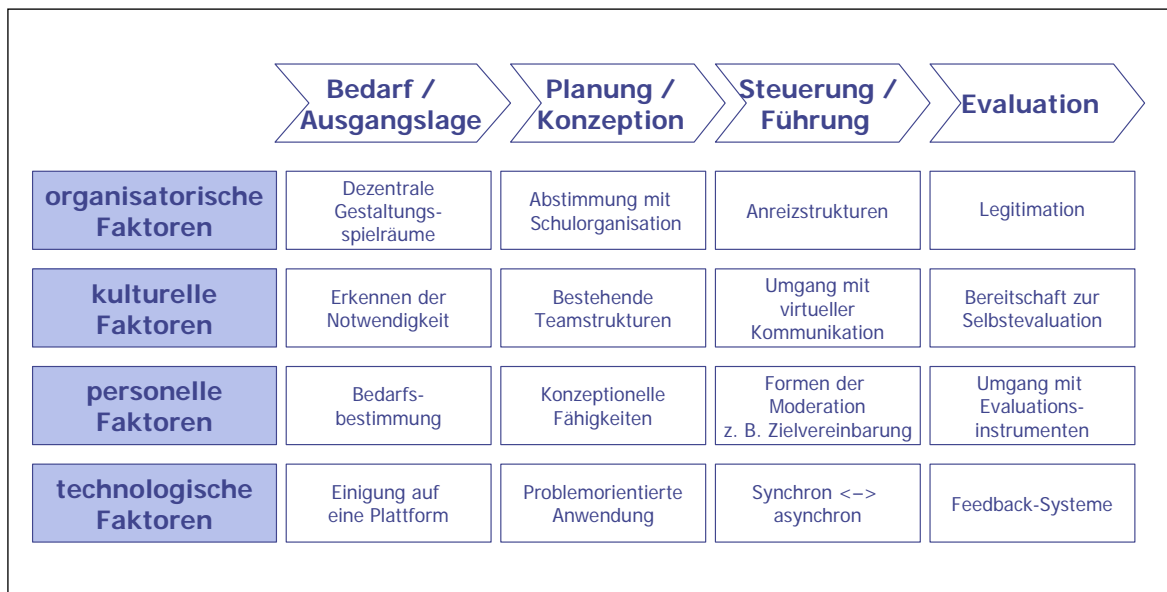 Bedarf /
Ausgangslage
Planung /
Konzeption
Steuerung /
Führung
Evaluation
organisatorische
Faktoren
Dezentrale
Gestaltungs-
spielräume
Abstimmung mit
Schulorganisation
Anreizstrukturen
Legitimation
kulturelle
Faktoren
Erkennen der
Notwendigkeit
Bestehende
Teamstrukturen
Umgang mit
virtueller
Kommunikation
Bereitschaft zur
Selbstevaluation
personelle
Faktoren
Bedarfs-
bestimmung
Konzeptionelle
Fähigkeiten
Formen der
Moderation
z. B. Zielvereinbarung
Umgang mit
Evaluations-
instrumenten
technologische
Faktoren
Einigung auf
eine Plattform
Problemorientierte
Anwendung
Synchron <–>
asynchron
Feedback-Systeme